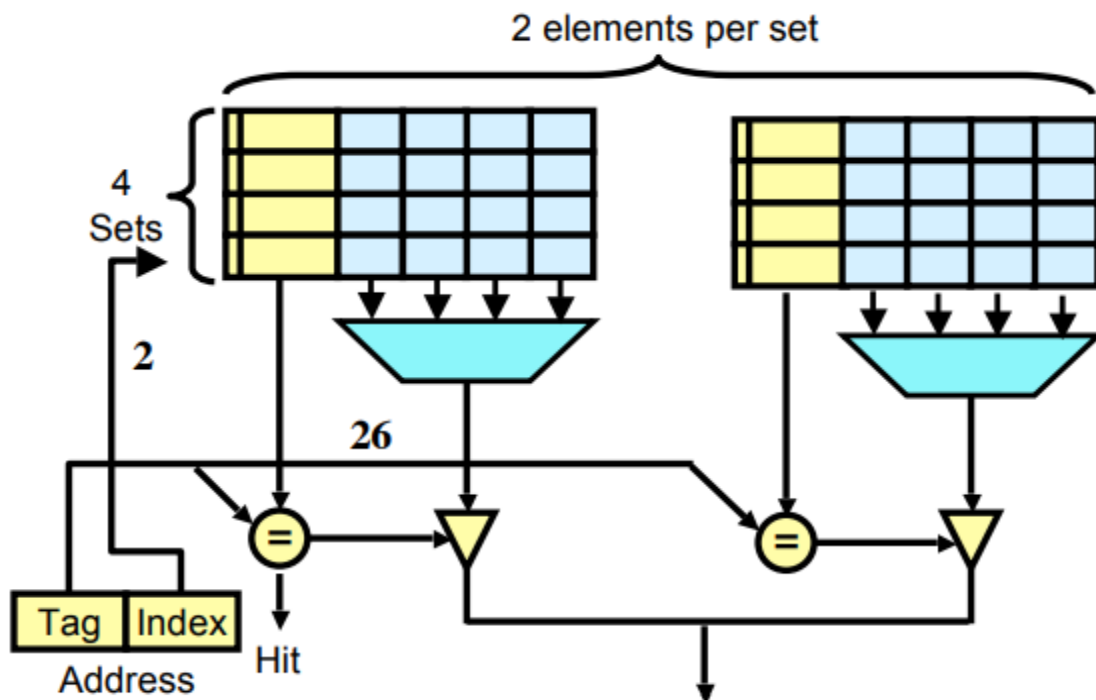 2 elements per set
4
Sets
2
26
=
=
Tag Index
Hit
Address